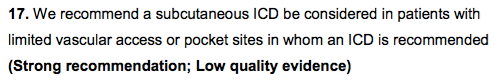 17. We recommend a subcutaneous ICD be considered in patients with
limited vascular access or pocket sites in whom an ICD is recommended
(Strong recommendation; Low quality evidence)